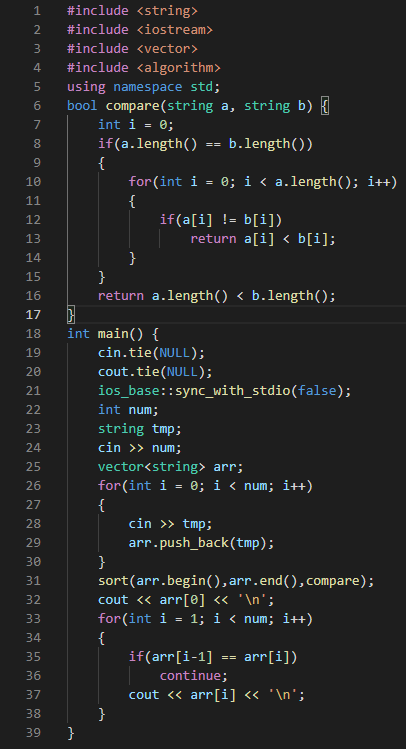 1 #include <string>
2 #include <iostream>
3 #include <vector>
4 #include <algorithm>
5 using namespace std;
6 bool compare(string a, string b) {
7     int i = 0;
8     if(a.length() == b.length())
9     {
10         for(int i = 0; i < a.length(); i++)
11         {
12             if(a[i] != b[i])
13                 return a[i] < b[i];
14         }
15     }
16     return a.length() < b.length();
17 }
18 int main() {
19     cin.tie(NULL);
20     cout.tie(NULL);
21     ios_base::sync_with_stdio(false);
22     int num;
23     string tmp;
24     cin >> num;
25     vector<string> arr;
26     for(int i = 0; i < num; i++)
27     {
28         cin >> tmp;
29         arr.push_back(tmp);
30     }
31     sort(arr.begin(),arr.end(),compare);
32     cout << arr[0] << '\n';
33     for(int i = 1; i < num; i++)
34     {
35         if(arr[i-1] == arr[i])
36             continue;
37         cout << arr[i] << '\n';
38     }
39 }